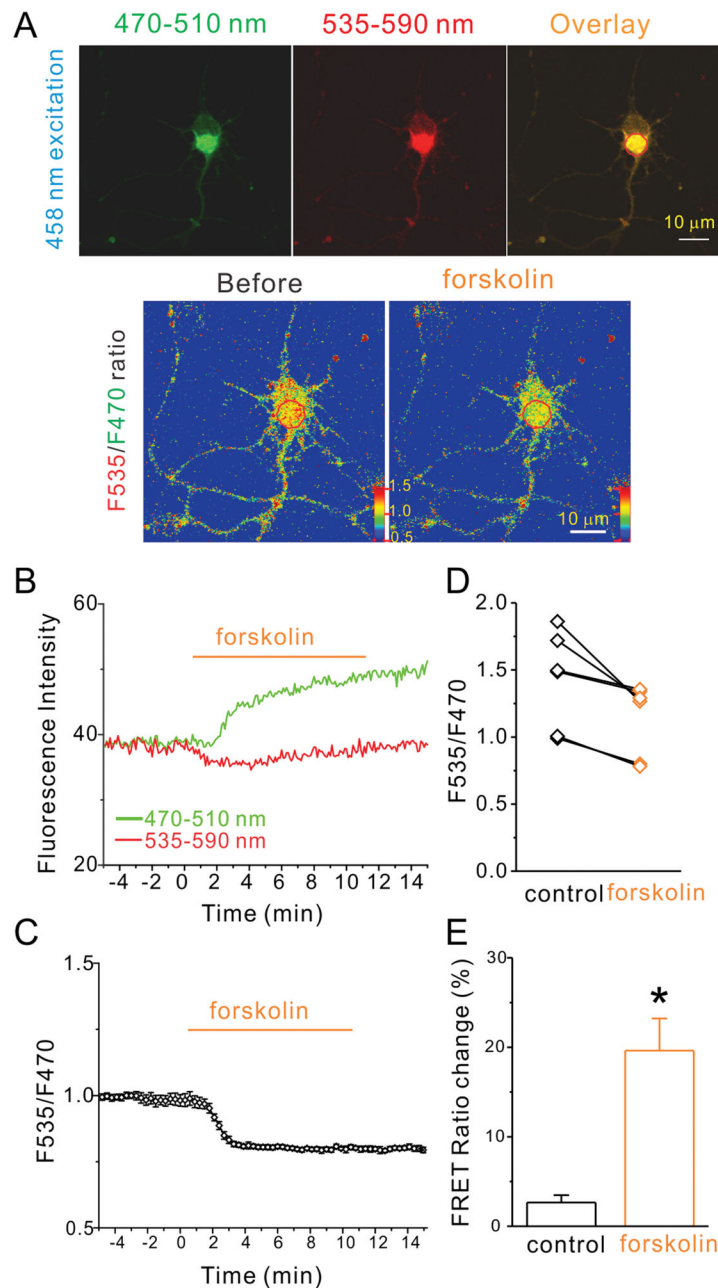 A
470-510 nm 535-590 nm Overlay
458 nm excitation
10 μm
Before forskolin
F535/F470 ratio
1.5
1.0
0.5
10 μm
B
60
40
20
Fluorescence Intensity
forskolin
470-510 nm
535-590 nm
-4 -2 0 2 4 6 8 10 12 14
Time (min)
C
1.5
1.0
0.5
F535/F470
forskolin
-4 -2 0 2 4 6 8 10 12 14
Time (min)
D
2.0
1.5
1.0
0.5
0.0
F535/F470
control forskolin
E
30
20
10
0
FRET Ratio change (%)
*
control forskolin